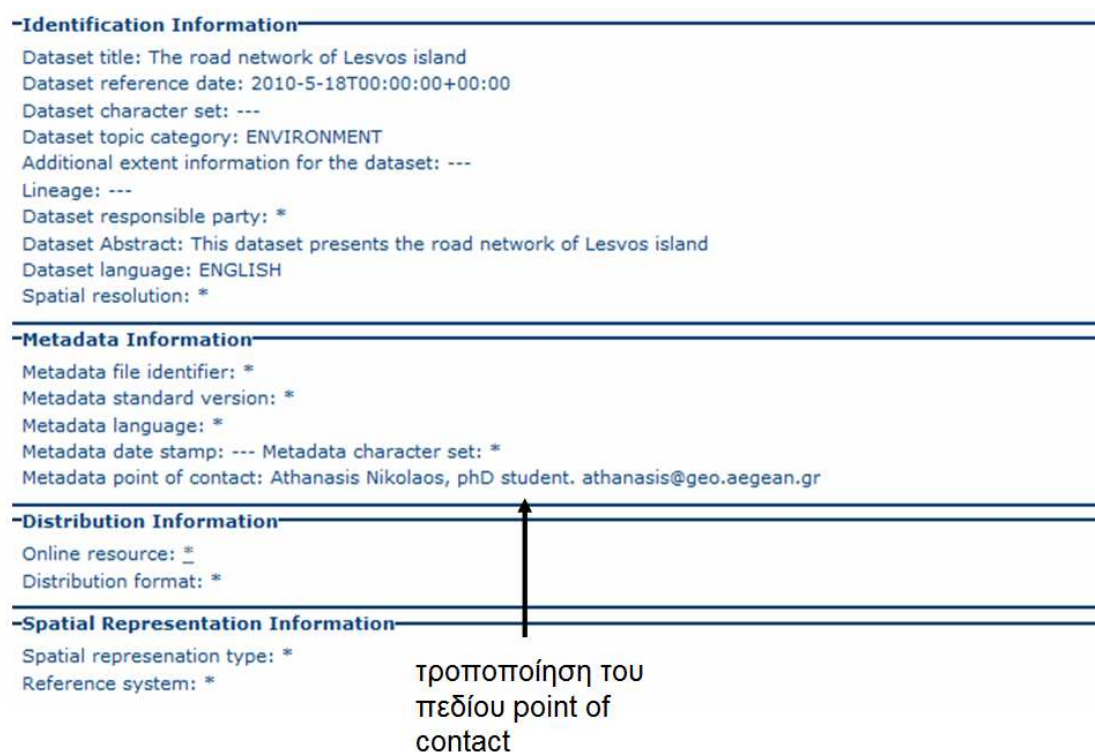 Identification Information
Dataset title: The road network of Lesvos island
Dataset reference date: 2010-5-18T00:00:00+00:00
Dataset character set: ---
Dataset topic category: ENVIRONMENT
Additional extent information for the dataset: ---
Lineage: ---
Dataset responsible party: *
Dataset Abstract: This dataset presents the road network of Lesvos island
Dataset language: ENGLISH
Spatial resolution: *
Metadata Information
Metadata file identifier: *
Metadata standard version: *
Metadata language: *
Metadata date stamp: --- Metadata character set: *
Metadata point of contact: Athanasis Nikolaos, phD student. athanasis@geo.aegean.gr
Distribution Information
Online resource: *
Distribution format: *
Spatial Representation Information
Spatial represenation type: *
Reference system: *
τροποποίηση του
πεδίου point of
contact